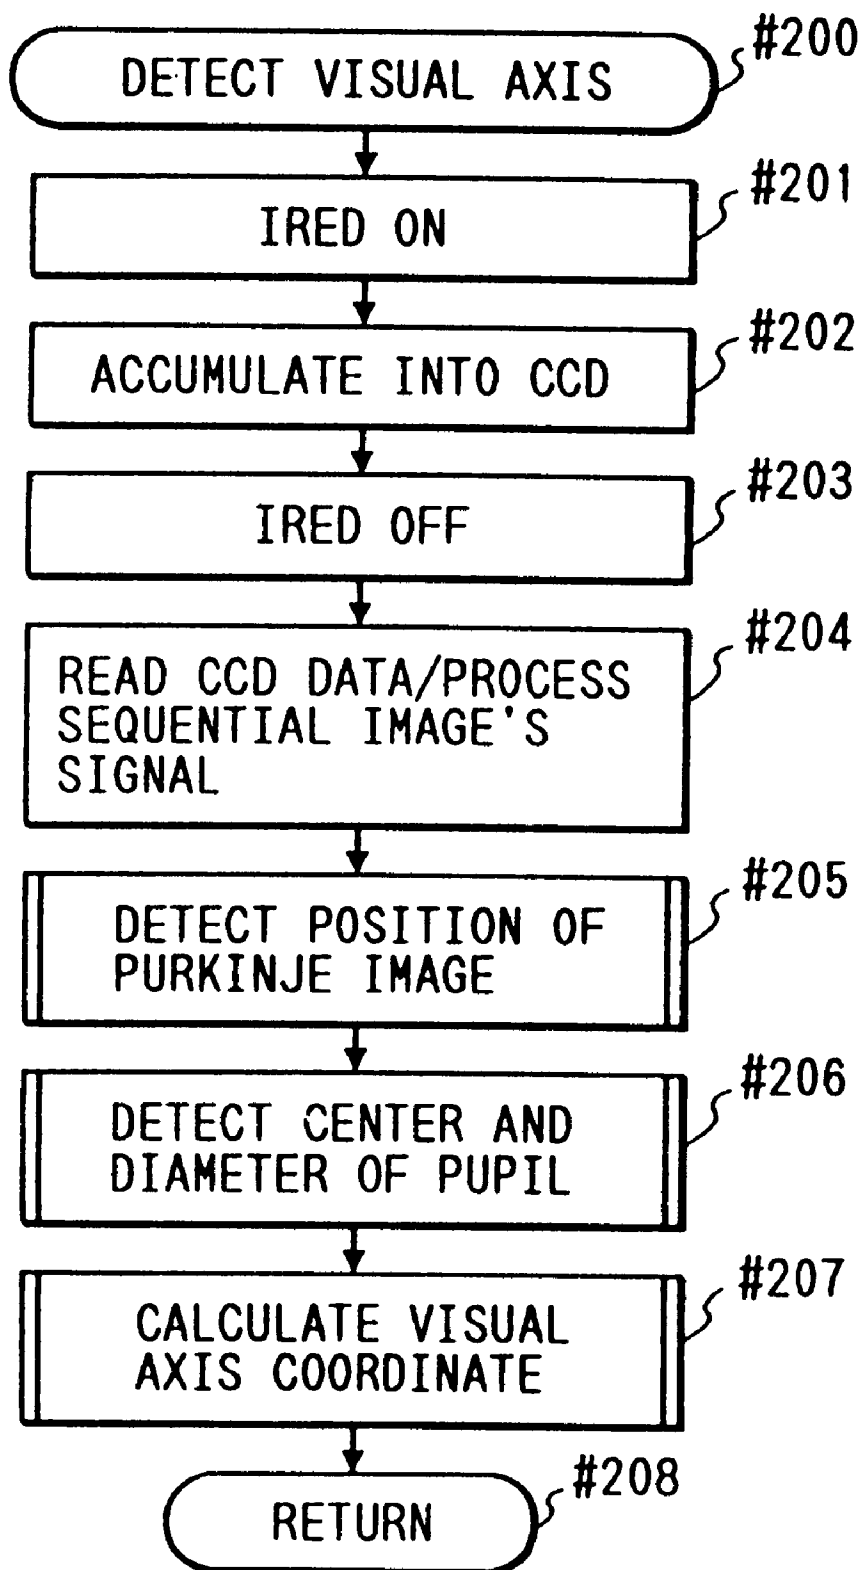 #200
DETECT VISUAL AXIS
#201
IRED ON
#202
ACCUMULATE INTO CCD
#203
IRED OFF
#204
READ CCD DATA/PROCESS
SEQUENTIAL IMAGE'S
SIGNAL
#205
DETECT POSITION OF
PURKINJE IMAGE
#206
DETECT CENTER AND
DIAMETER OF PUPIL
#207
CALCULATE VISUAL
AXIS COORDINATE
#208
RETURN